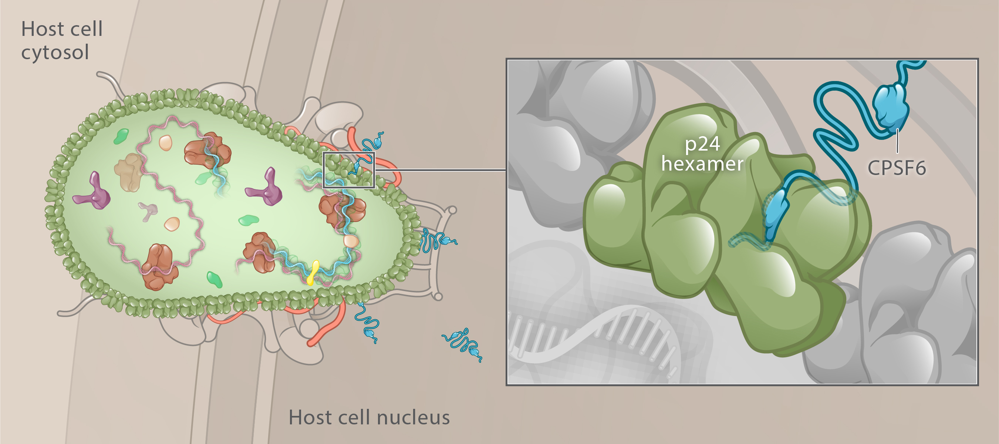 Host cell
cytosol
p24
hexamer
CPSF6
Host cell nucleus